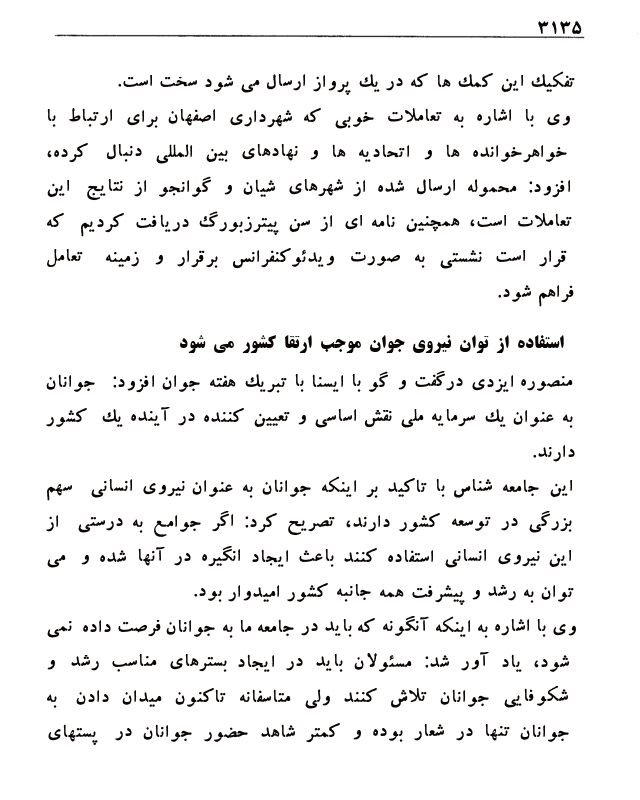 ۳۱۳۵
تفکیك این کمك ها که در یك پرواز ارسال می شود سخت است.
وی با اشاره به تعاملات خوبی که شهرداری اصفهان برای ارتباط با
خواهرخوانده ها و اتحادیه ها و نهادهای بین المللی دنبال کرده،
افزود: محموله ارسال شده از شهرهای شیان و گوانجو از نتایج این
تعاملات است، همچنین نامه ای از سن پیترزبورگ دریافت کردیم که
قرار است نشستی به صورت ویدئوکنفرانس برقرار و زمینه تعامل
فراهم شود.
استفاده از توان نیروی جوان موجب ارتقا کشور می شود
منصوره ایزدی درگفت و گو با ایسنا با تبریك هفته جوان افزود: جوانان
به عنوان یك سرمایه ملی نقش اساسی و تعیین کننده در آینده یك کشور
دارند.
این جامعه شناس با تاکید بر اینکه جوانان به عنوان نیروی انسانی سهم
بزرگی در توسعه کشور دارند، تصریح کرد: اگر جوامع به درستی از
این نیروی انسانی استفاده کنند باعث ایجاد انگیره در آنها شده و می
توان به رشد و پیشرفت همه جانبه کشور امیدوار بود.
وی با اشاره به اینکه آنگونه که باید در جامعه ما به جوانان فرصت داده نمی
شود، یاد آور شد: مسئولان باید در ایجاد بسترهای مناسب رشد و
شکوفایی جوانان تلاش کنند ولی متاسفانه تاکنون میدان دادن به
جوانان تنها در شعار بوده و کمتر شاهد حضور جوانان در پستهای